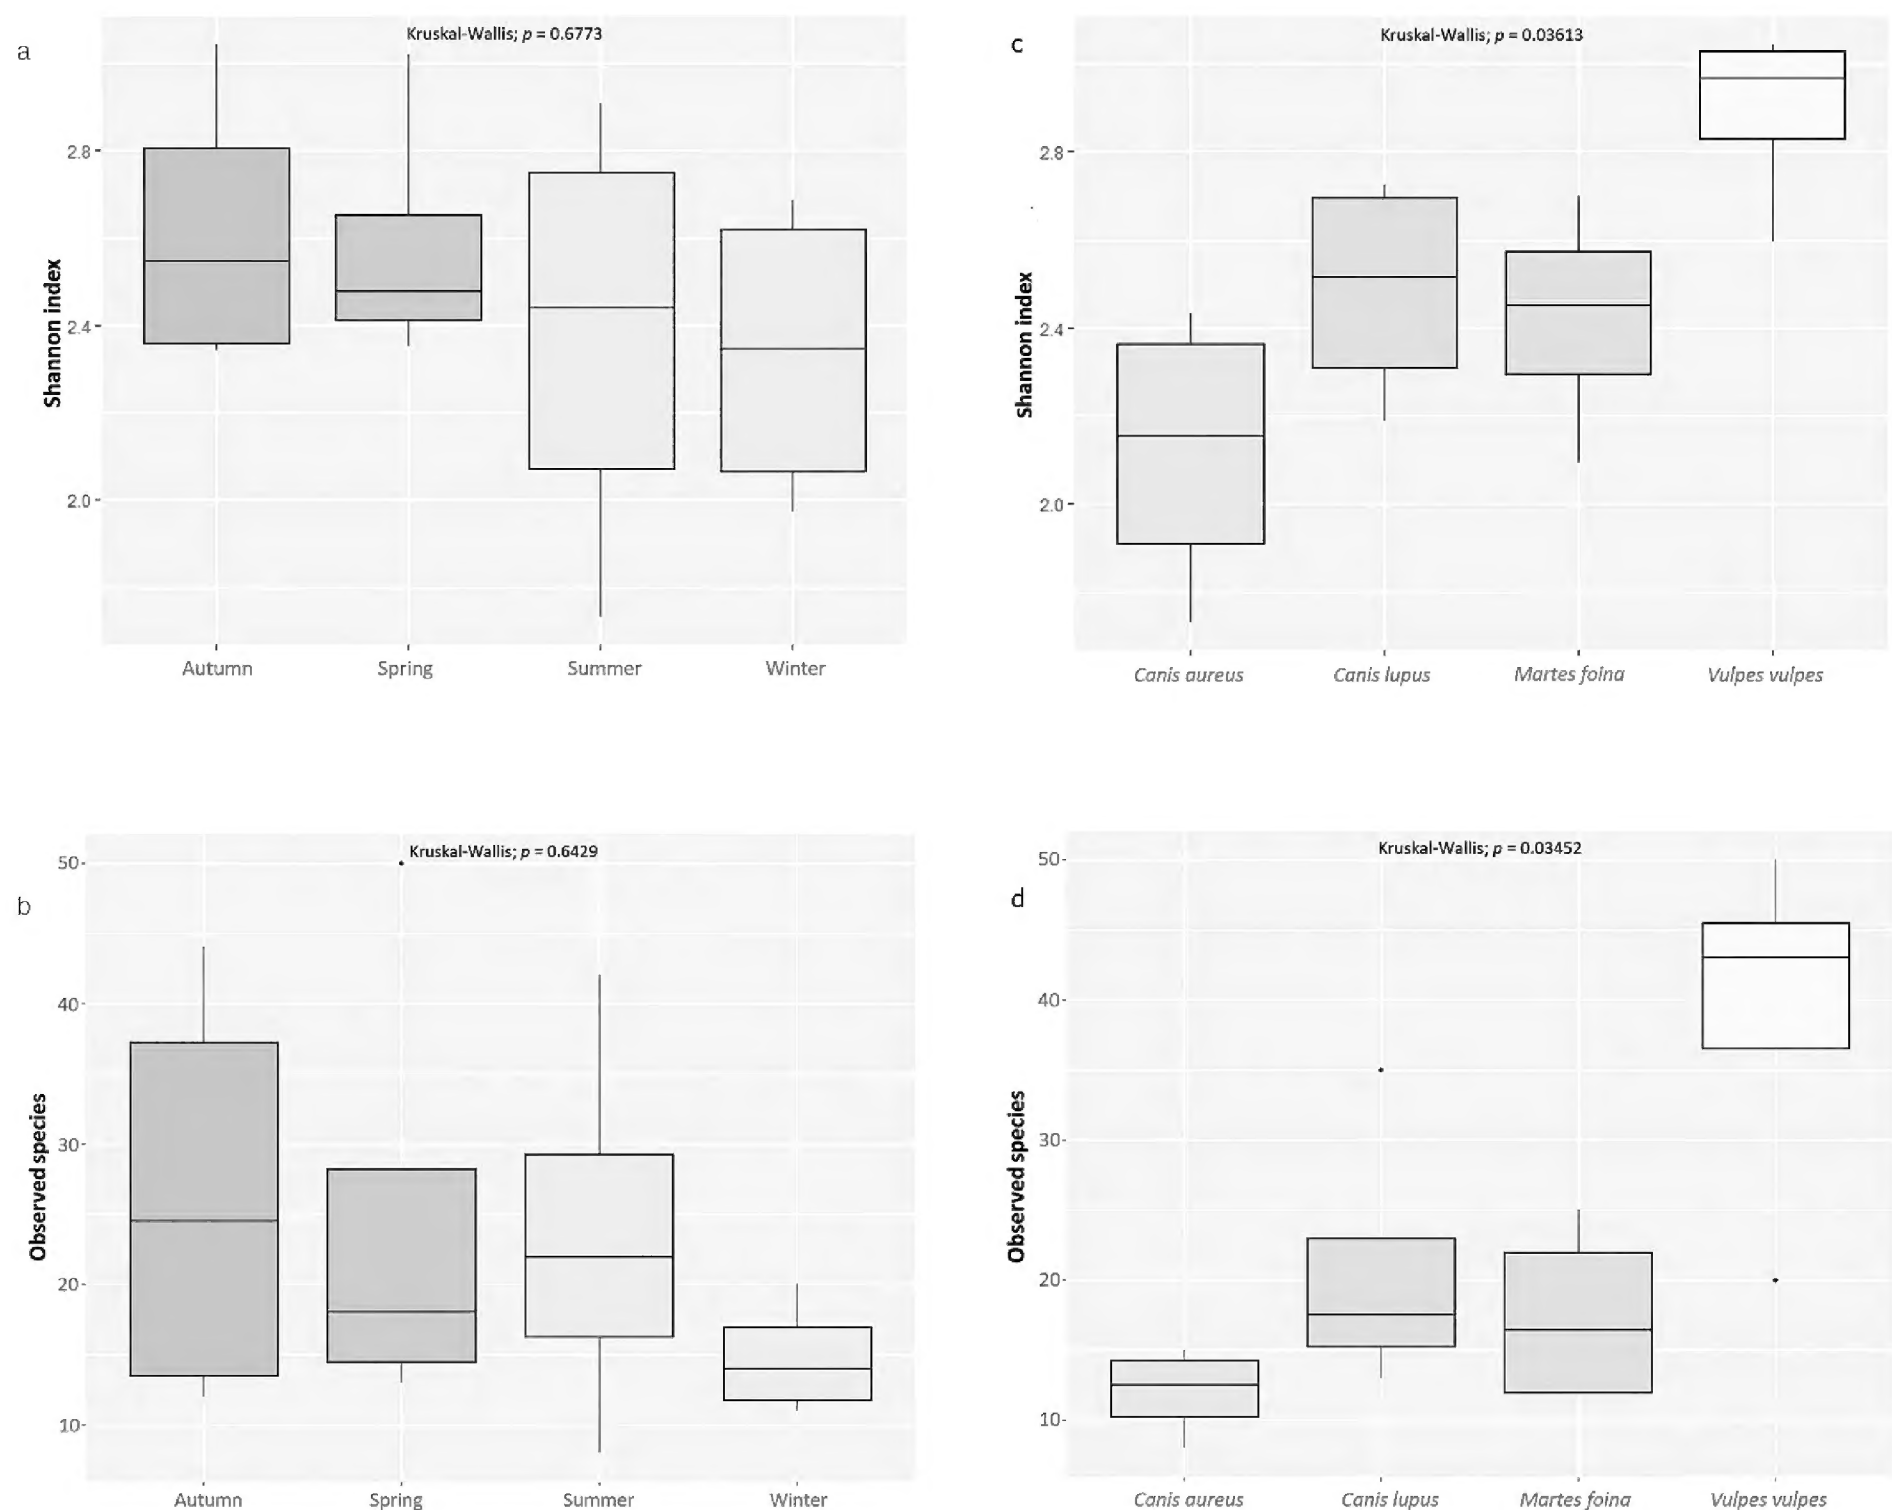 a
Kruskal-Wallis; p = 0.6773
Shannon index
2.8
2.4
2.0
Autumn Spring Summer Winter
c
Kruskal-Wallis; p = 0.03613
Shannon index
2.8
2.4
2.0
Canis aureus Canis lupus Martes foina Vulpes vulpes
b
Kruskal-Wallis; p = 0.6429
Observed species
50
40
30
20
10
Autumn Spring Summer Winter
d
Kruskal-Wallis; p = 0.03452
Observed species
50
40
30
20
10
Canis aureus Canis lupus Martes foina Vulpes vulpes